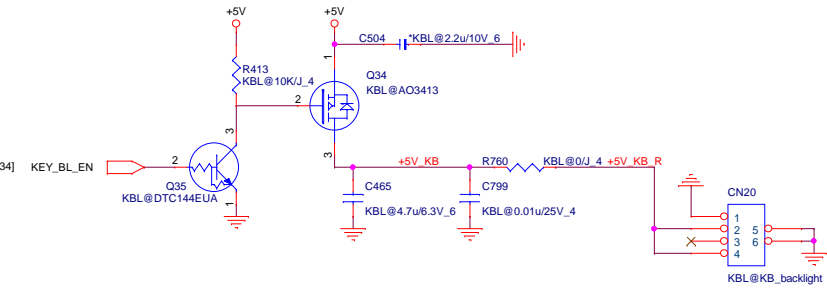 +5V
+5V
C504
*KBL@2.2u/10V_6
R413
KBL@10K/J_4
1
Q34
KBL@AO3413
2
3
34]
KEY_BL_EN
2
3
+5V_KB
R760
KBL@0/J_4
+5V_KB_R
Q35
KBL@DTC144EUA
1
C465
C799
KBL@4.7u/6.3V_6
KBL@0.01u/25V_4
CN20
1
2
5
3
6
4
KBL@KB_backlight